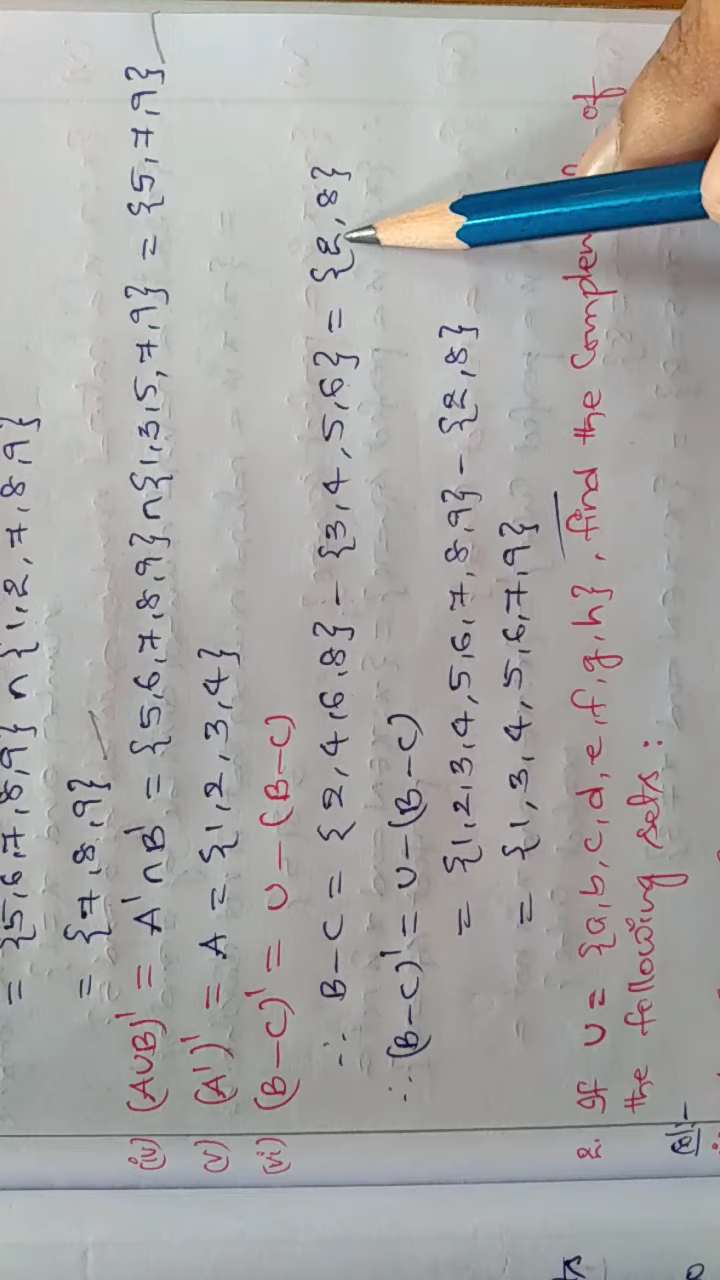 = {5,6,7,8,9} ∩ {1,2,7,8,9}
= {7,8,9}
(iv) (A∪B)' = A' ∩ B' = {5,6,7,8,9} ∩ {1,3,5,7,9} = {5,7,9}
(v) (A')' = A = {1,2,3,4}
(vi) (B-C)' = U - (B-C)
∴ B-C = {2,4,6,8} - {3,4,5,6} = {2,8}
∴ (B-C)' = U - (B-C)
= {1,2,3,4,5,6,7,8,9} - {2,8}
= {1,3,4,5,6,7,9}
2. If U = {a,b,c,d,e,f,g,h}, find the of
the following sets: